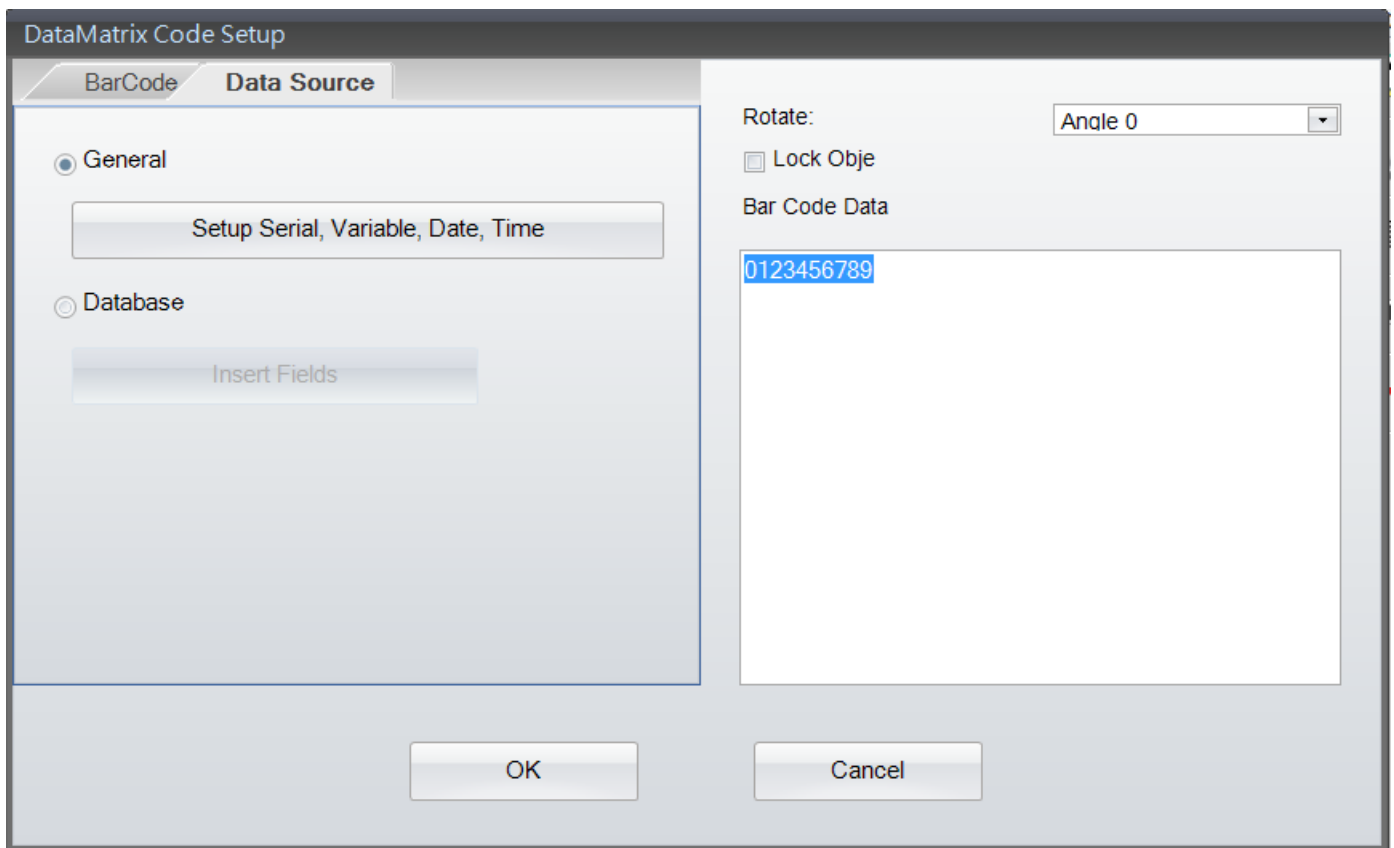 DataMatrix Code Setup
BarCode Data Source
General
Setup Serial, Variable, Date, Time
Database
Insert Fields
Rotate: Angle 0
Lock Obje
Bar Code Data
0123456789
OK Cancel